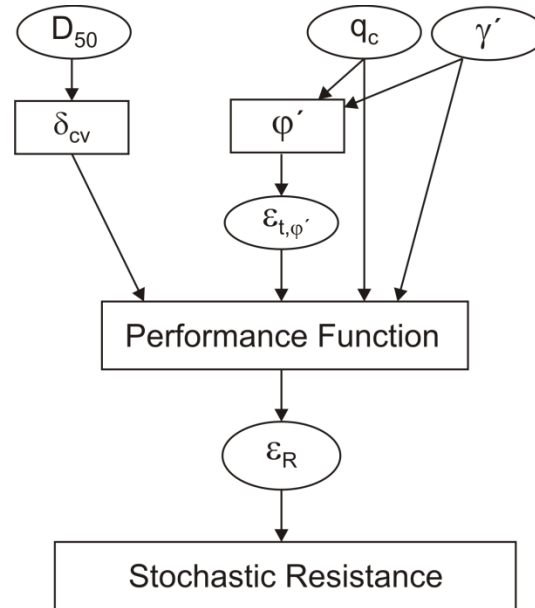 D50
qc
γ´
δcv
φ´
εt,φ´
Performance Function
εR
Stochastic Resistance